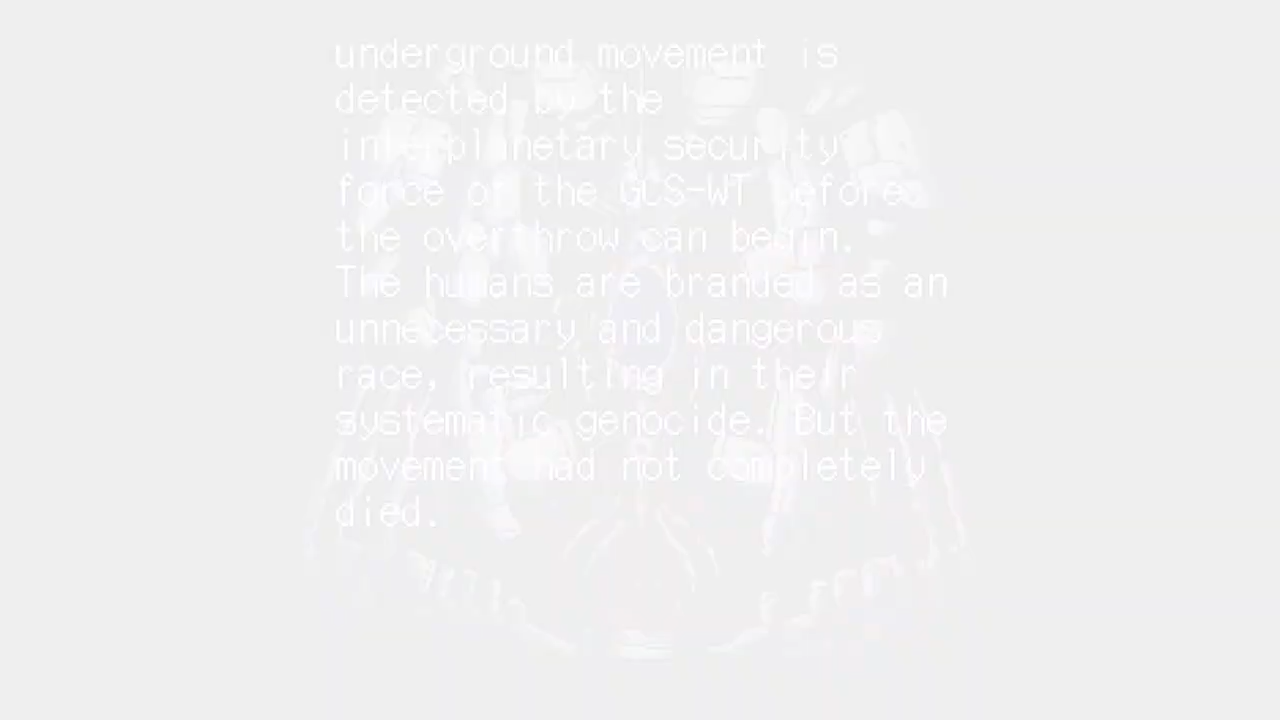 underground movement is
detected by the
interplanetary security
force of the GCS-WT before
the overthrow can begin.
The humans are branded as an
unnecessary and dangerous
race, resulting in their
systematic genocide. But the
movement had not completely
died.